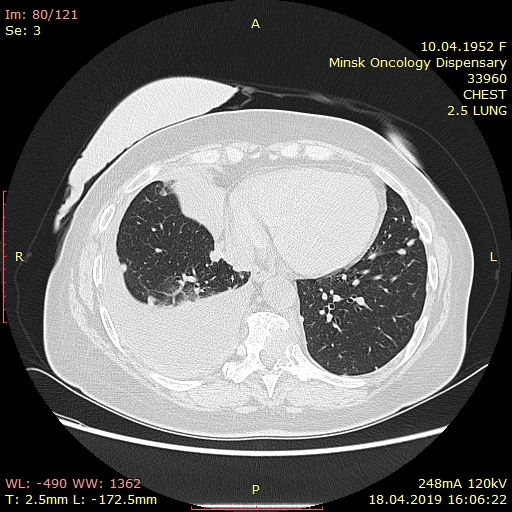 Im: 80/121
Se: 3
A
10.04.1952 F
Minsk Oncology Dispensary
33960
CHEST
2.5 LUNG
R
L
WL: -490 WW: 1362
T: 2.5mm L: -172.5mm
P
248mA 120kV
18.04.2019 16:06:22